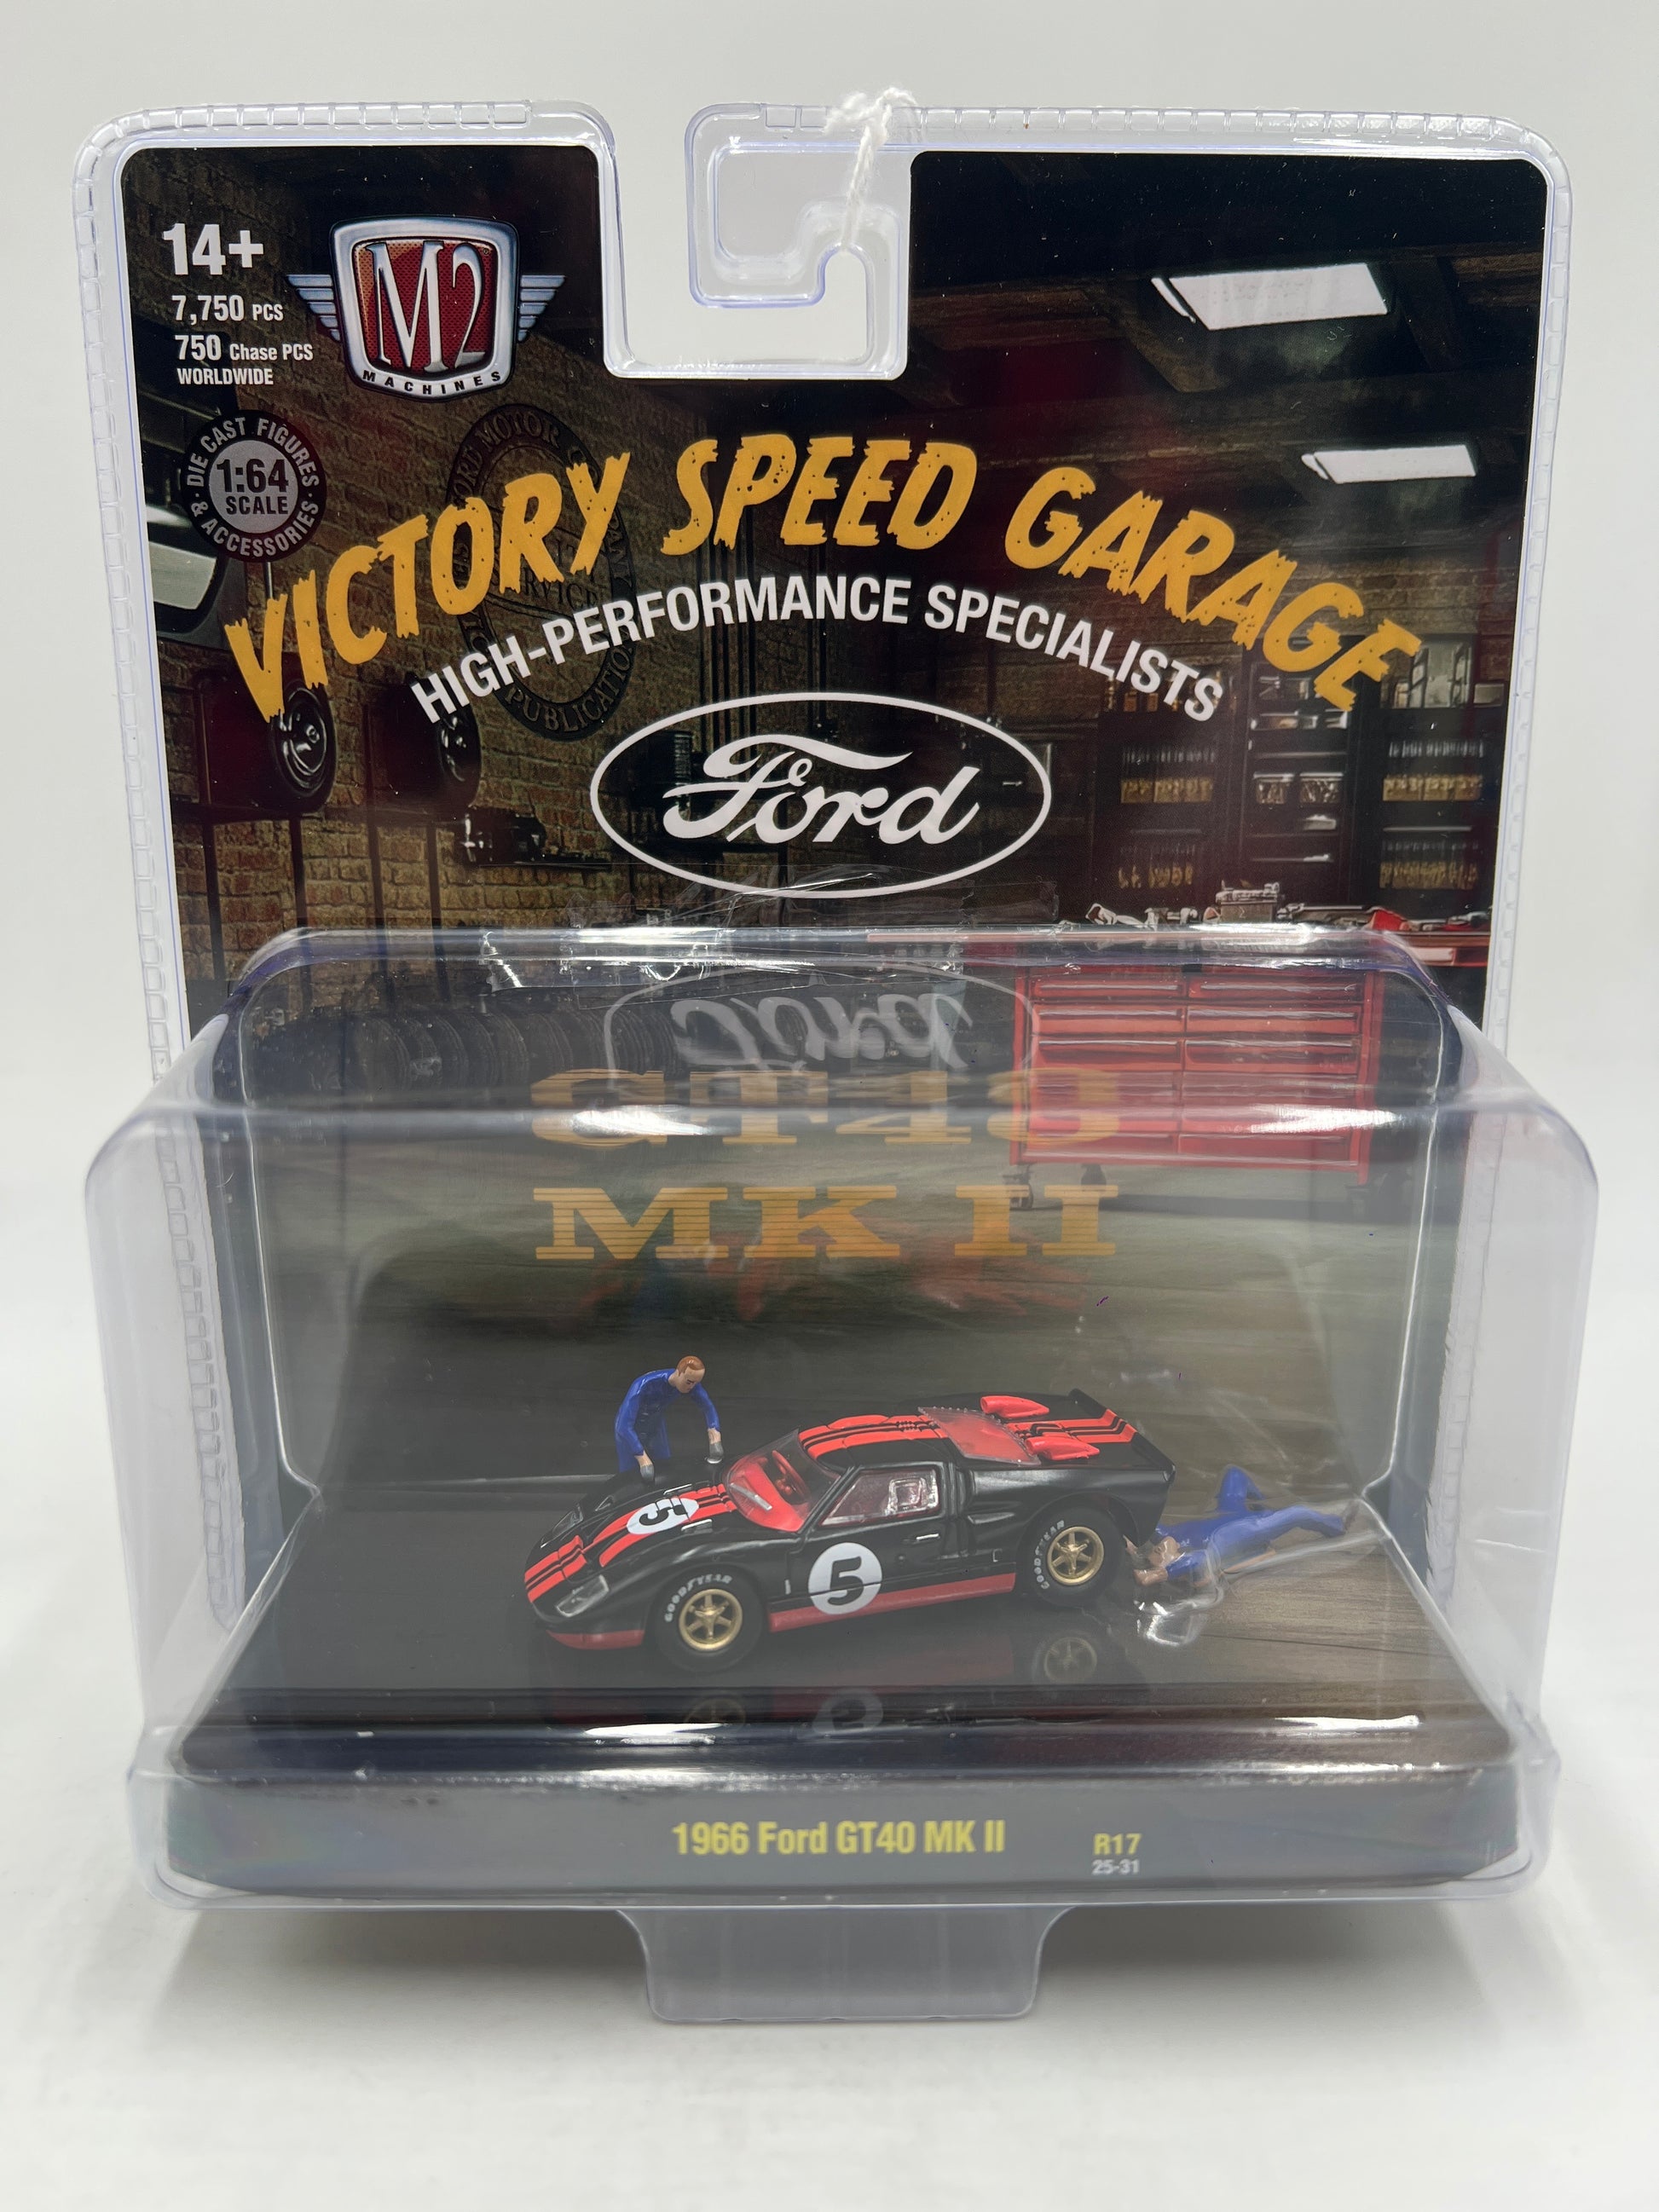 14+
7,750 PCS
750 Chase PCS
WORLDWIDE
M2
MACHINES
DIE CAST FIGURES
1:64
SCALE
& ACCESSORIES
VICTORY SPEED GARAGE
HIGH-PERFORMANCE SPECIALISTS
Ford
GT40
MK II
5
5
GOODYEAR
GOODYEAR
1966 Ford GT40 MK II
R17
25-31